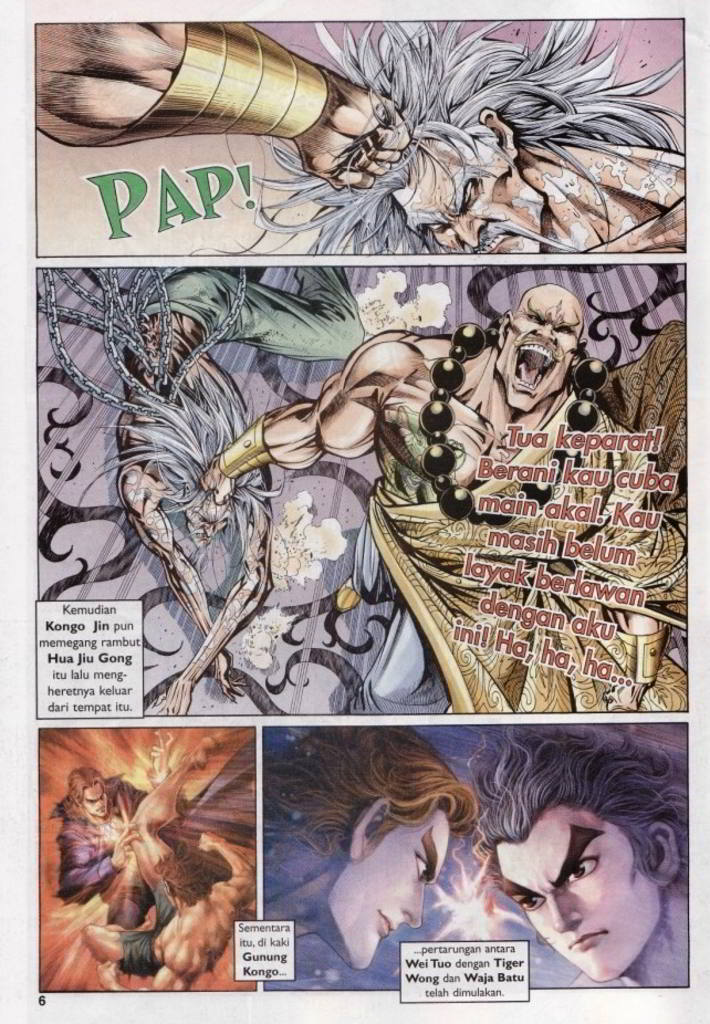 PAP!
Tua keparat!
Berani kau cuba
main akal. Kau
masih belum
layak berlawan
dengan aku
ini! Ha, ha, ha...
Kemudian
Kongo Jin pun
memegang rambut
Hua Jiu Gong
itu lalu meng-
heretnya keluar
dari tempat itu.
Sementara
itu, di kaki
Gunung
Kongo...
...pertarungan antara
Wei Tuo dengan Tiger
Wong dan Waja Batu
telah dimulakan.
6